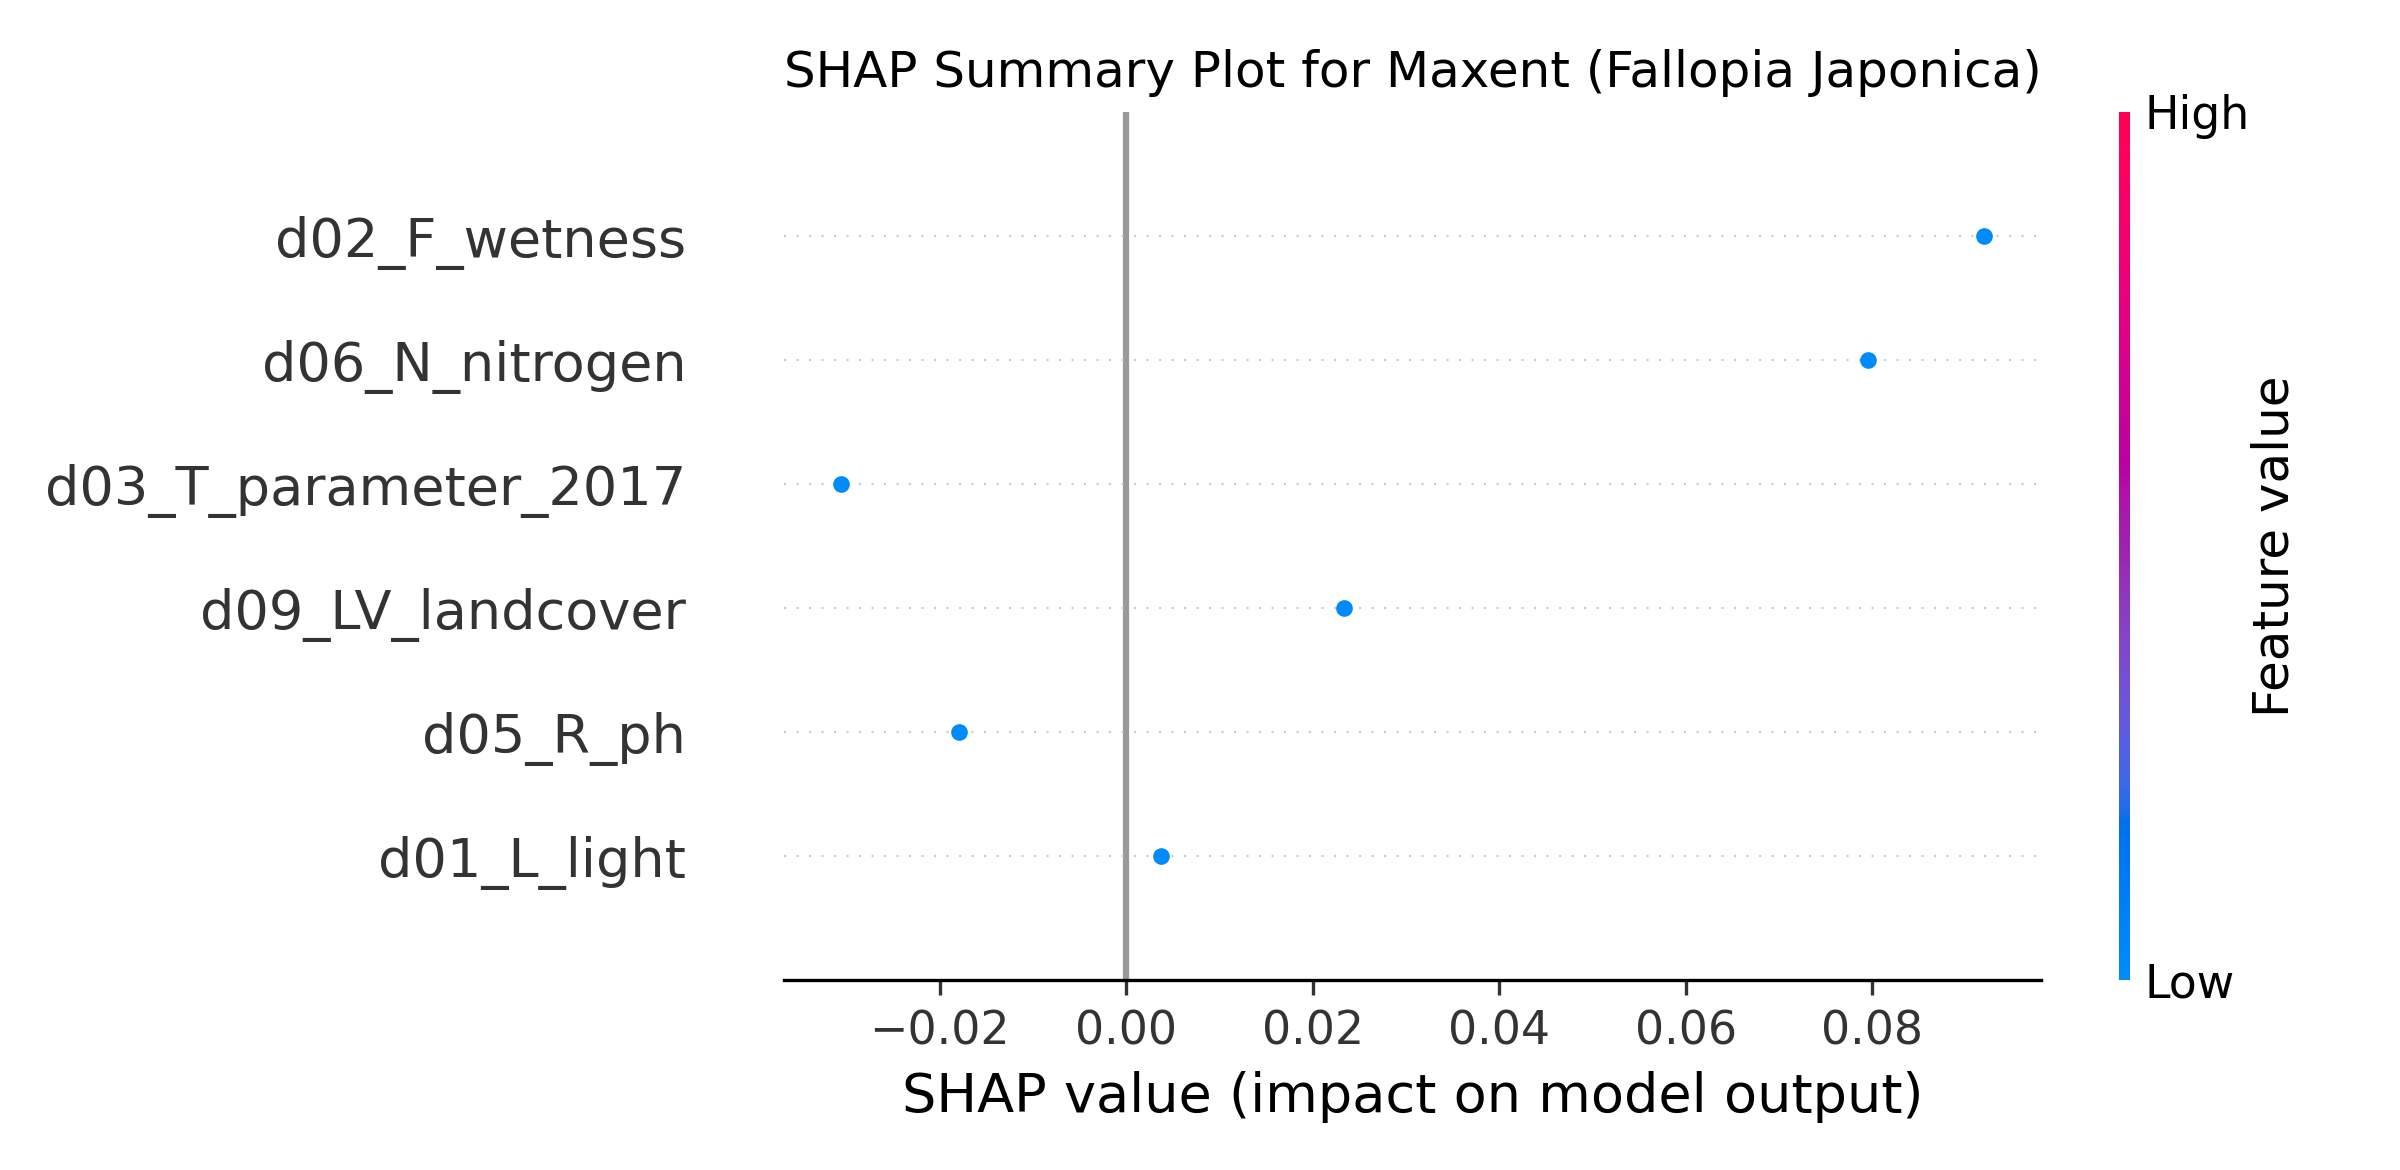 SHAP Summary Plot for Maxent (Fallopia Japonica)
High
d02_F_wetness
d06_N_nitrogen
d03_T_parameter_2017
d09_LV_landcover
d05_R_ph
d01_L_light
Feature value
Low
−0.02 0.00 0.02 0.04 0.06 0.08
SHAP value (impact on model output)